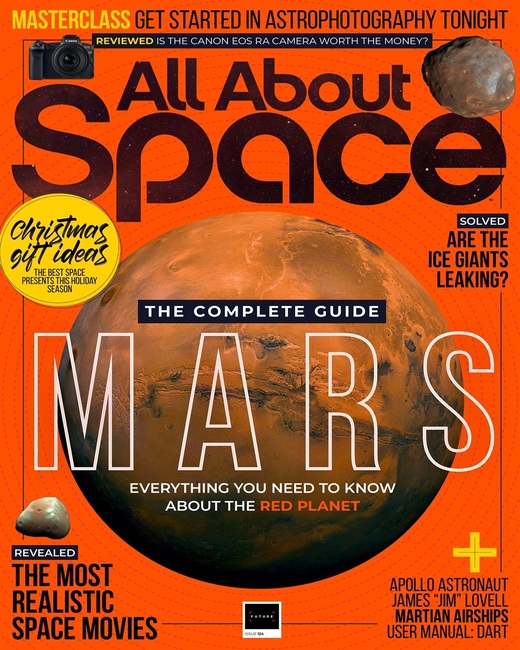 MASTERCLASS GET STARTED IN ASTROPHOTOGRAPHY TONIGHT
REVIEWED IS THE CANON EOS RA CAMERA WORTH THE MONEY?
All About
Space
Christmas
gift ideas
THE BEST SPACE
PRESENTS THIS HOLIDAY
SEASON
SOLVED
ARE THE
ICE GIANTS
LEAKING?
THE COMPLETE GUIDE
MARS
EVERYTHING YOU NEED TO KNOW
ABOUT THE RED PLANET
REVEALED
THE MOST
REALISTIC
SPACE MOVIES
FUTURE
ISSUE 124
+
APOLLO ASTRONAUT
JAMES “JIM” LOVELL
MARTIAN AIRSHIPS
USER MANUAL: DART